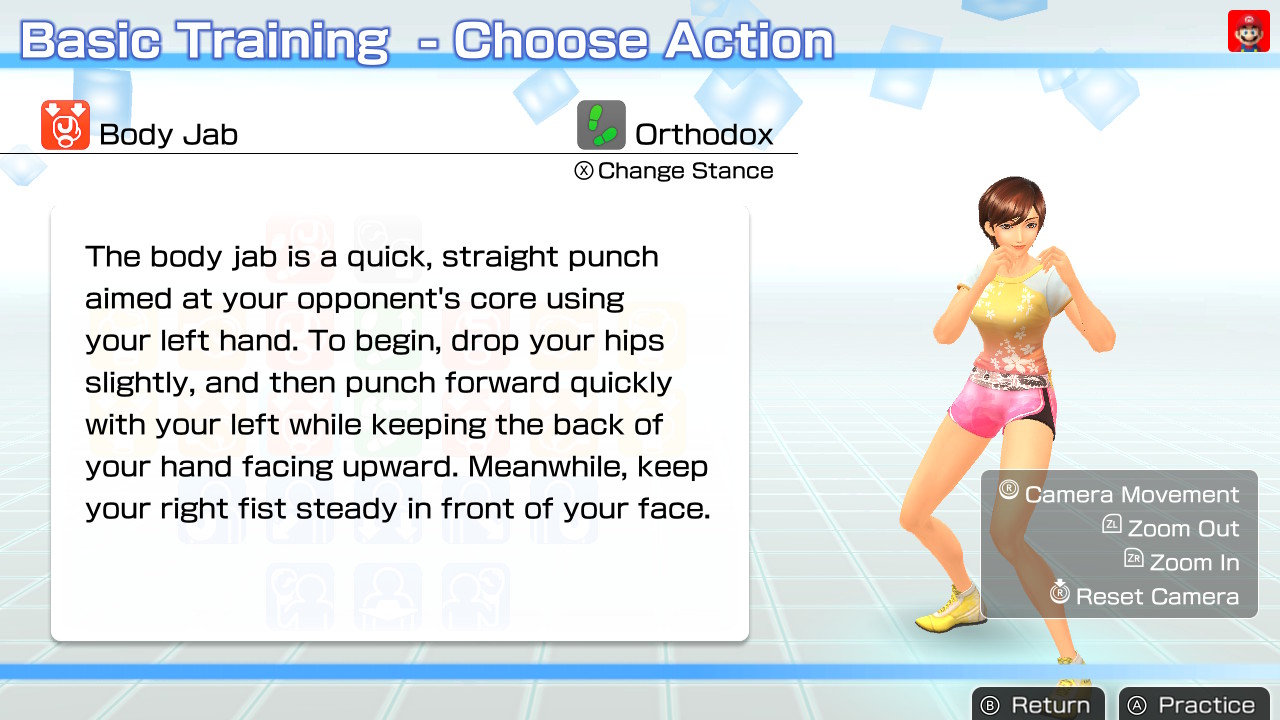 Basic Training - Choose Action
Body Jab
Orthodox
X Change Stance
The body jab is a quick, straight punch
aimed at your opponent's core using
your left hand. To begin, drop your hips
slightly, and then punch forward quickly
with your left while keeping the back of
your hand facing upward. Meanwhile, keep
your right fist steady in front of your face.
R Camera Movement
ZL Zoom Out
ZR Zoom In
R Reset Camera
B Return
A Practice